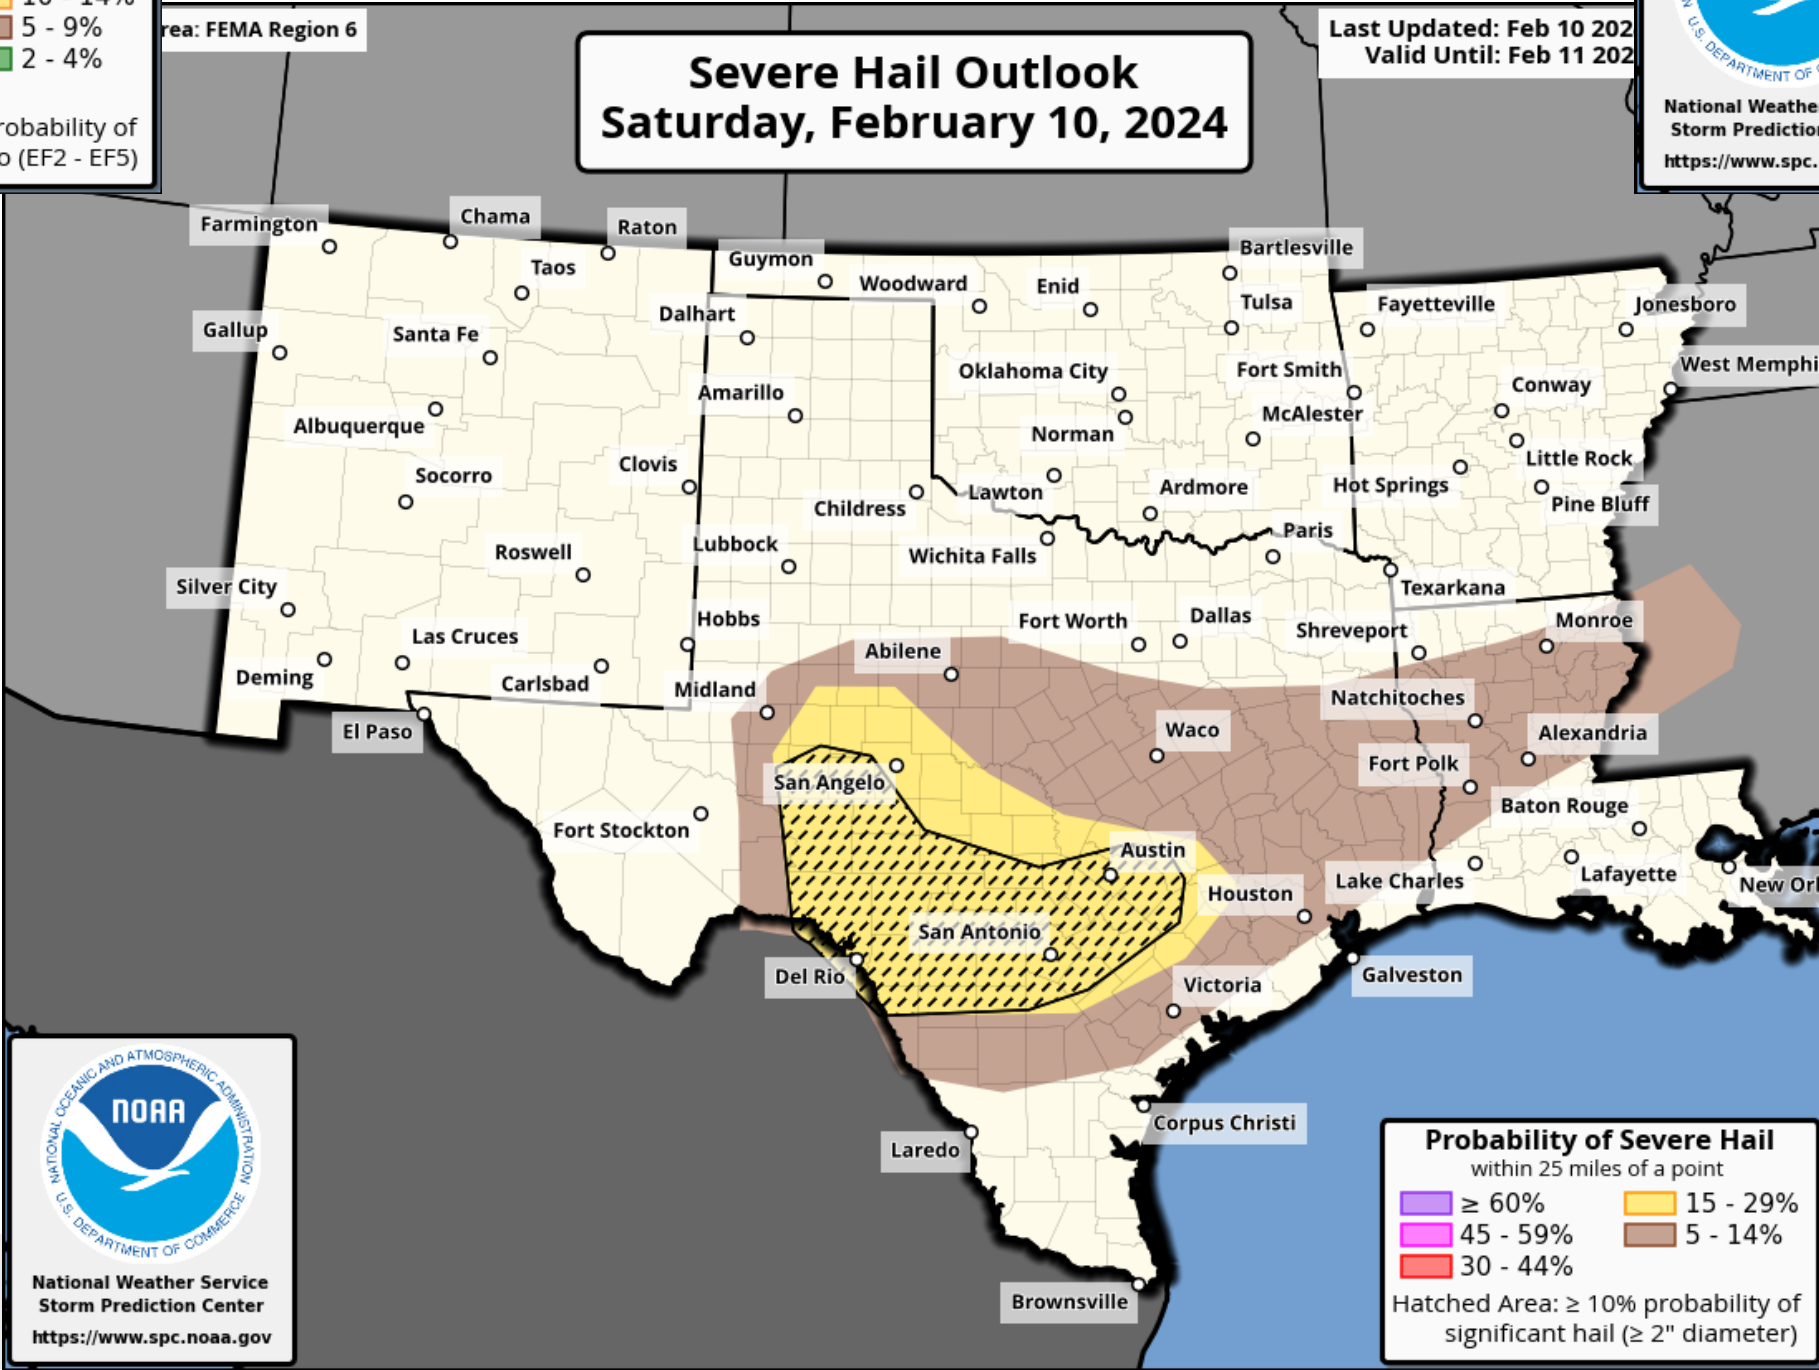 5 - 9%
2 - 4%
(EF2 - EF5)
FEMA Region 6
Severe Hail Outlook
Saturday, February 10, 2024
Last Updated: Feb 10
Valid Until: Feb 11
Storm
https://www.spc.
Farmington
Chama
Raton
Taos
Guymon
Woodward
Enid
Bartlesville
Tulsa
Fayetteville
Jonesboro
Gallup
Santa Fe
Dalhart
Oklahoma City
Fort Smith
West
Conway
Albuquerque
Amarillo
Norman
McAlester
Little Rock
Socorro
Clovis
Childress
Lawton
Ardmore
Hot Springs
Pine Bluff
Roswell
Lubbock
Wichita Falls
Paris
Texarkana
Silver City
Las Cruces
Hobbs
Fort Worth
Dallas
Shreveport
Monroe
Deming
Carlsbad
Midland
Abilene
Natchitoches
El Paso
Waco
Alexandria
San Angelo
Fort Polk
Fort Stockton
Austin
Baton Rouge
Houston
Lake Charles
Lafayette
New
San Antonio
Del Rio
Victoria
Galveston
Corpus Christi
Laredo
Brownsville
NATIONAL OCEANIC AND ATMOSPHERIC ADMINISTRATION
NOAA
U.S. DEPARTMENT OF COMMERCE
National Weather Service
Storm Prediction Center
https://www.spc.noaa.gov
Probability of Severe Hail
within 25 miles of a point
≥ 60%
15 - 29%
45 - 59%
5 - 14%
30 - 44%
Hatched Area: ≥ 10% probability of
significant hail (≥ 2" diameter)